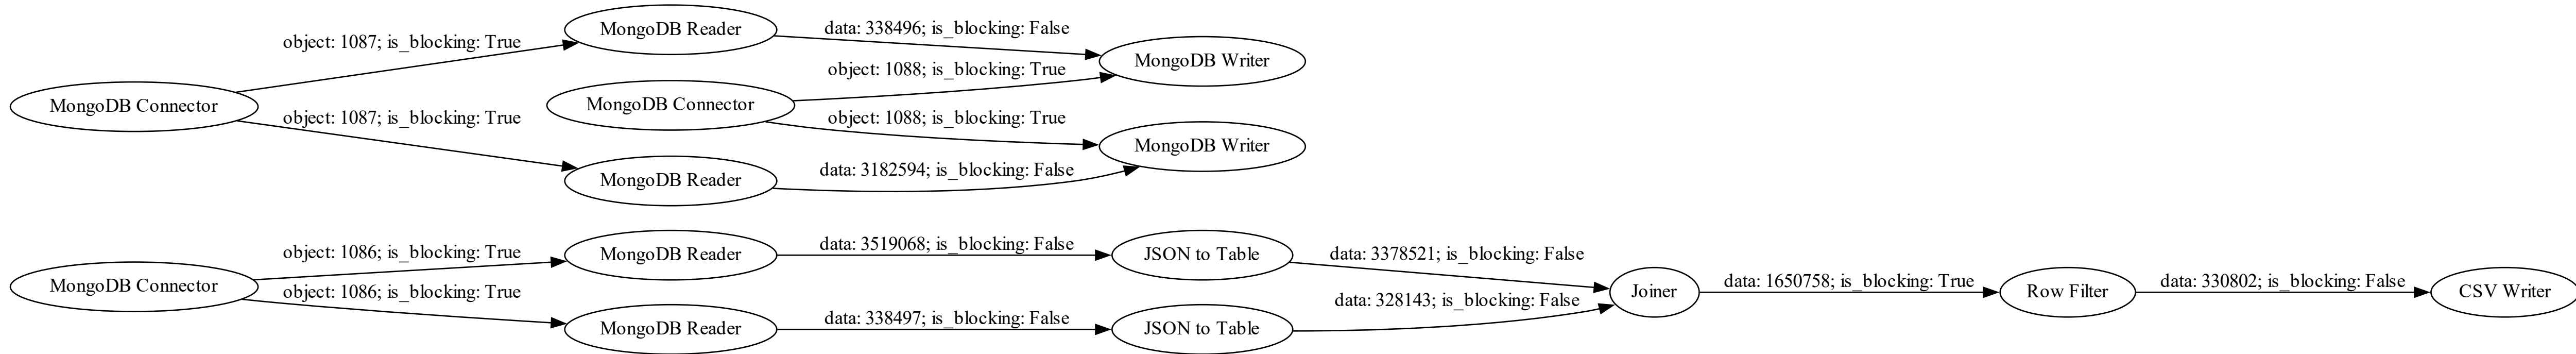 MongoDB Connector
object: 1087; is_blocking: True
object: 1087; is_blocking: True
MongoDB Reader
data: 338496; is_blocking: False
MongoDB Connector
object: 1088; is_blocking: True
object: 1088; is_blocking: True
MongoDB Reader
data: 3182594; is_blocking: False
MongoDB Writer
MongoDB Writer
MongoDB Connector
object: 1086; is_blocking: True
object: 1086; is_blocking: True
MongoDB Reader
data: 3519068; is_blocking: False
JSON to Table
data: 3378521; is_blocking: False
MongoDB Reader
data: 338497; is_blocking: False
JSON to Table
data: 328143; is_blocking: False
Joiner
data: 1650758; is_blocking: True
Row Filter
data: 330802; is_blocking: False
CSV Writer